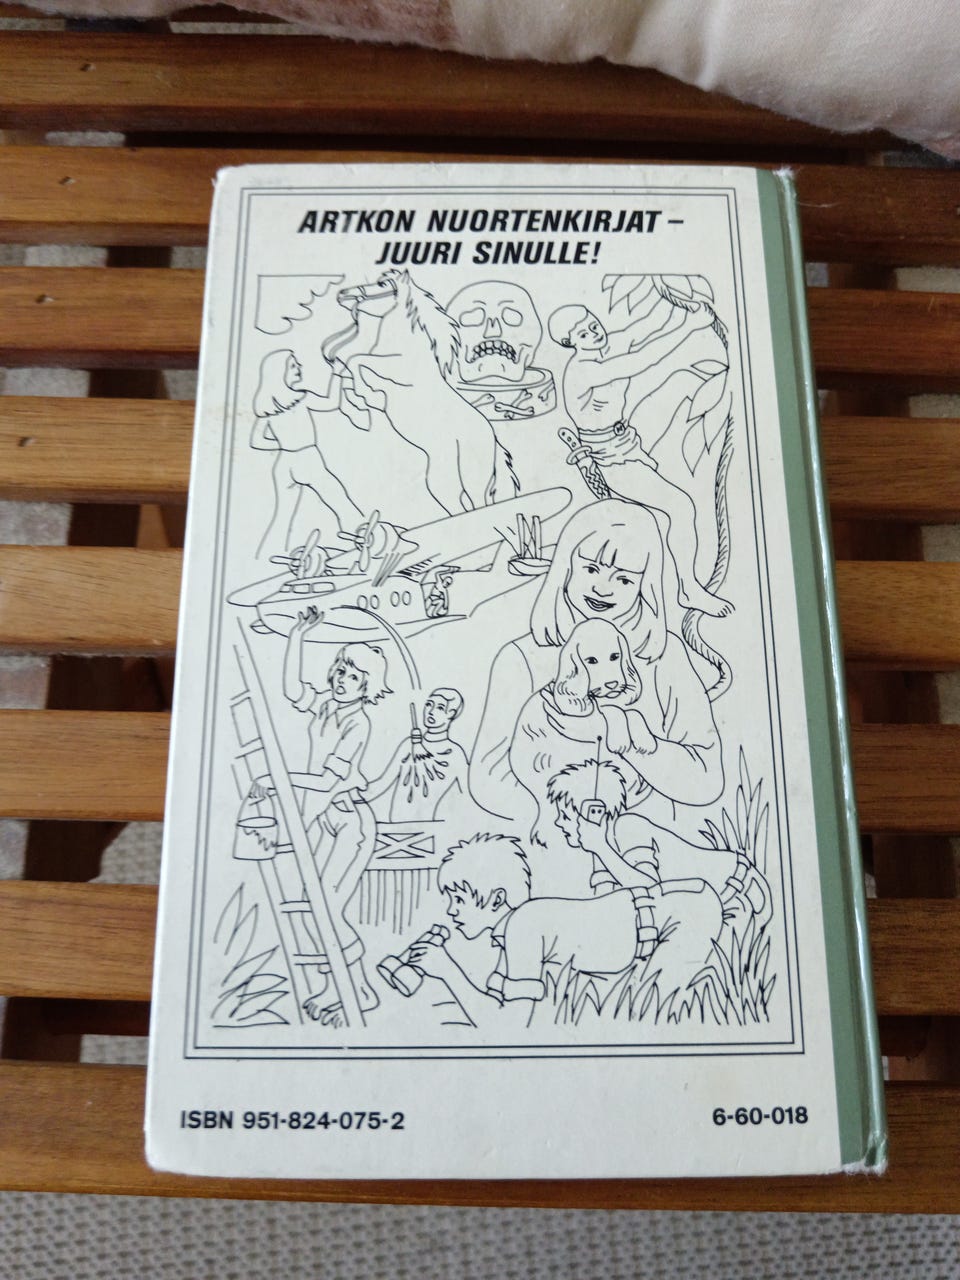 ARTKON NUORTENKIRJAT –
JUURI SINULLE!
ISBN 951-824-075-2
6-60-018